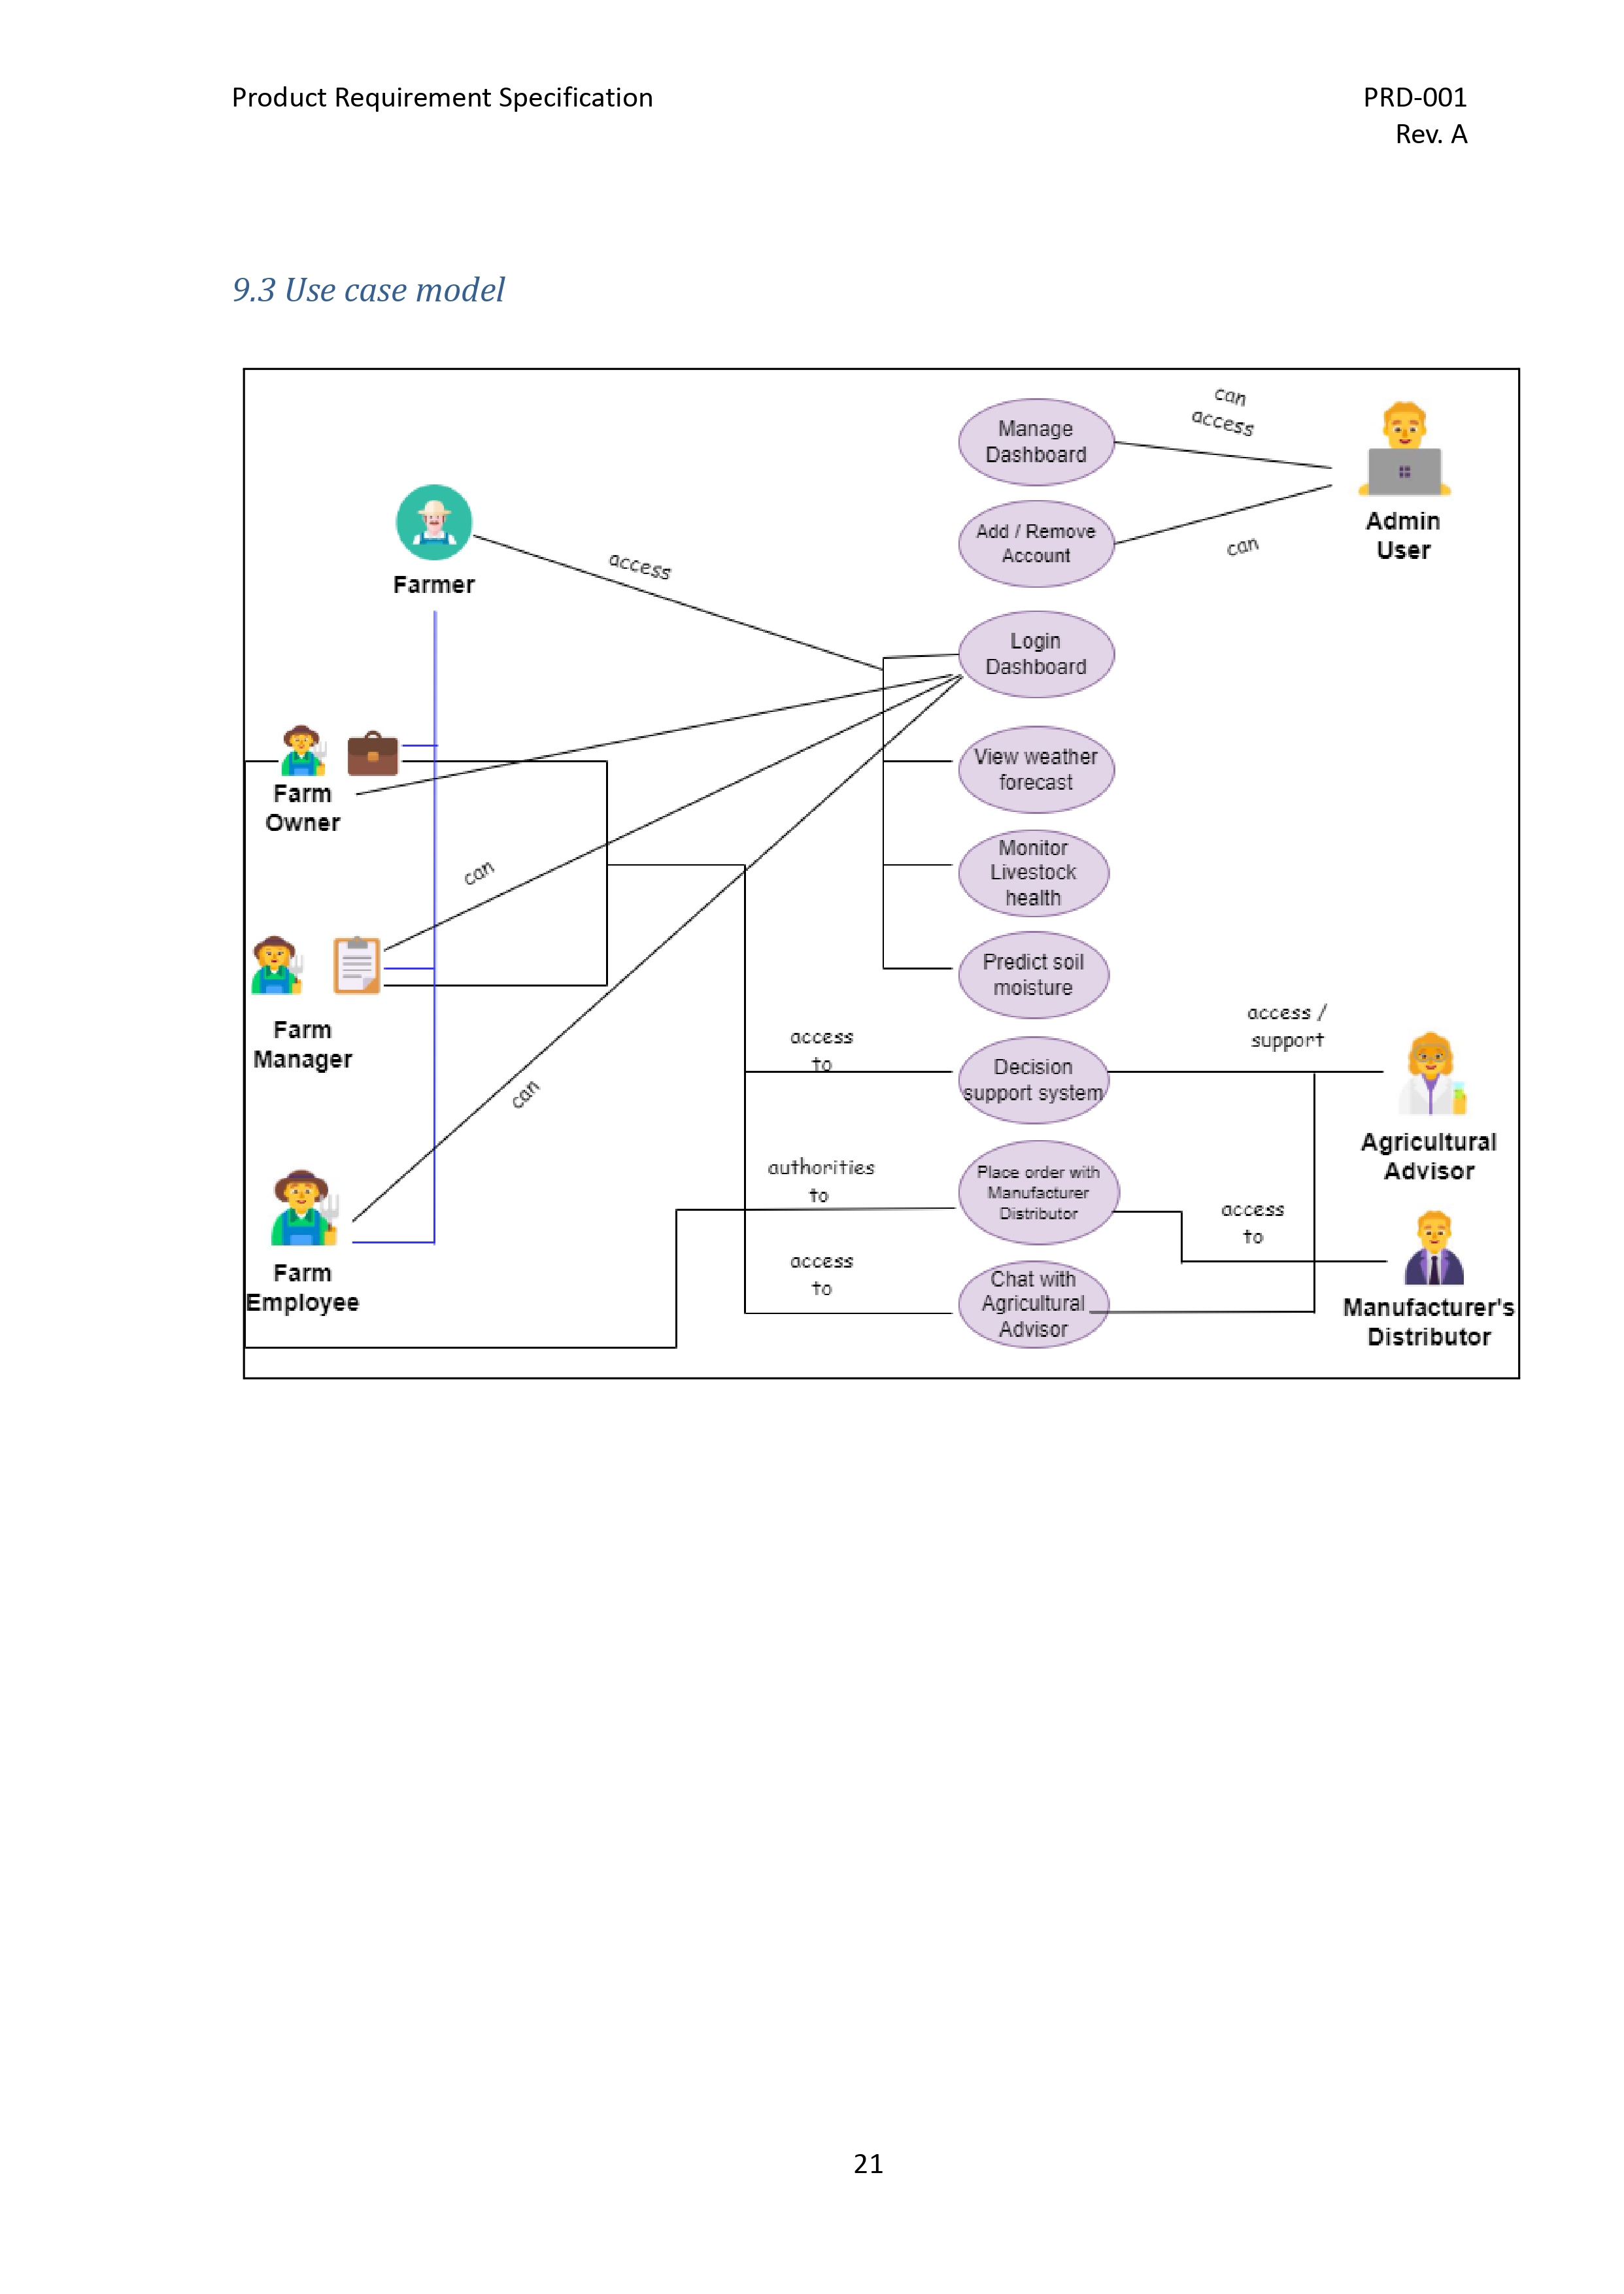 Product Requirement Specification
PRD-001
Rev. A
9.3 Use case model
can
access
Manage
Dashboard
Admin
User
Add / Remove
Account
can
Farmer
access
Login
Dashboard
Farm
Owner
View weather
forecast
can
Monitor
Livestock
health
Farm
Manager
Predict soil
moisture
access
to
Decision
support system
access /
support
Agricultural
Advisor
can
authorities
to
Place order with
Manufacturer
Distributor
access
to
Farm
Employee
access
to
Chat with
Agricultural
Advisor
Manufacturer's
Distributor
21